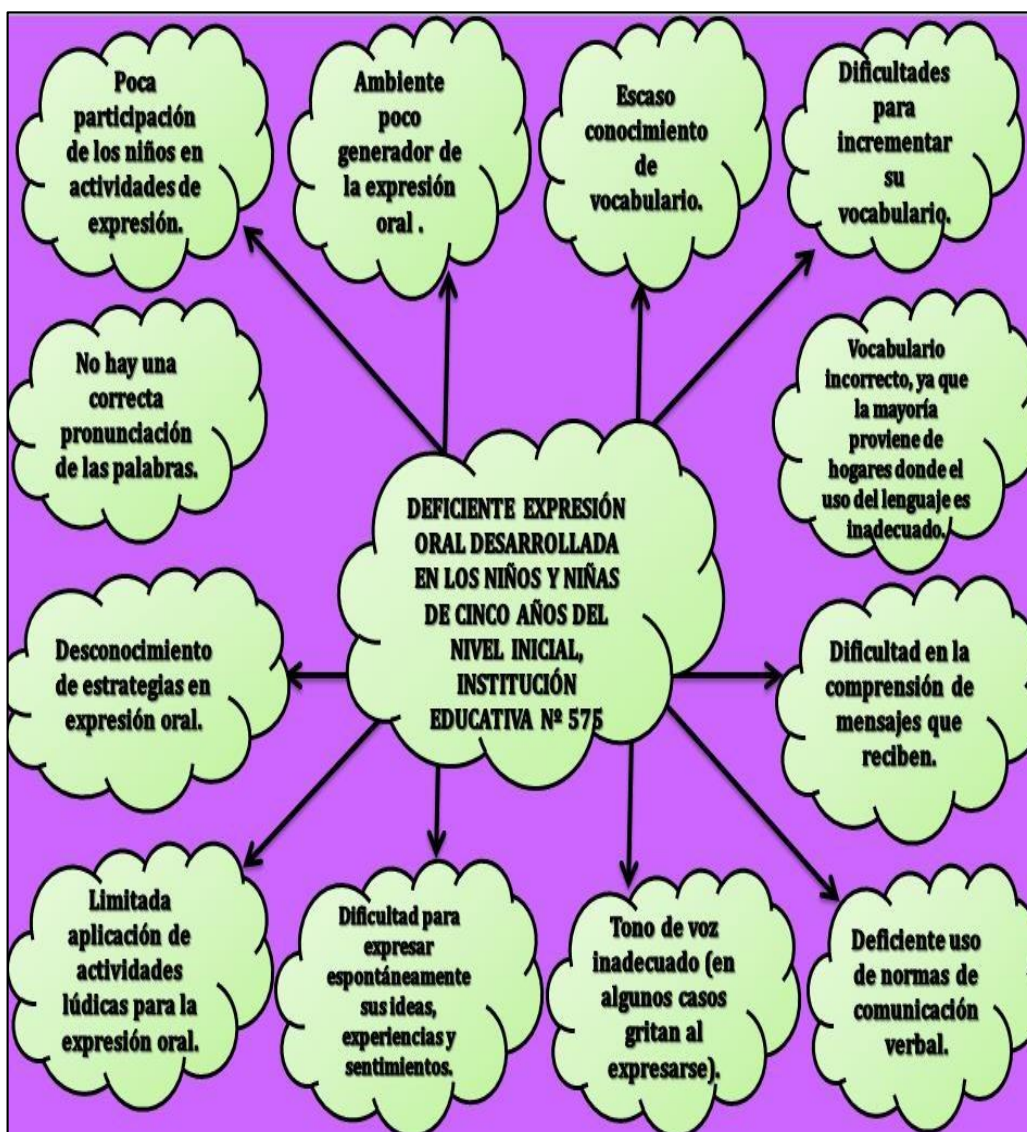 Poca
participación
de los niños en
actividades de
expresión.
Ambiente
poco
generador de
la expresión
oral .
Escaso
conocimiento
de
vocabulario.
Dificultades
para
incrementar
su
vocabulario.
No hay una
correcta
pronunciación
de las palabras.
Vocabulario
incorrecto, ya que
la mayoría
proviene de
hogares donde el
uso del lenguaje es
inadecuado.
DEFICIENTE EXPRESIÓN
ORAL DESARROLLADA
EN LOS NIÑOS Y NIÑAS
DE CINCO AÑOS DEL
NIVEL INICIAL,
INSTITUCIÓN
EDUCATIVA Nº 575
Desconocimiento
de estrategias en
expresión oral.
Dificultad en la
comprensión de
mensajes que
reciben.
Limitada
aplicación de
actividades
lúdicas para la
expresión oral.
Dificultad para
expresar
espontáneamente
sus ideas,
experiencias y
sentimientos.
Tono de voz
inadecuado (en
algunos casos
gritan al
expresarse).
Deficiente uso
de normas de
comunicación
verbal.